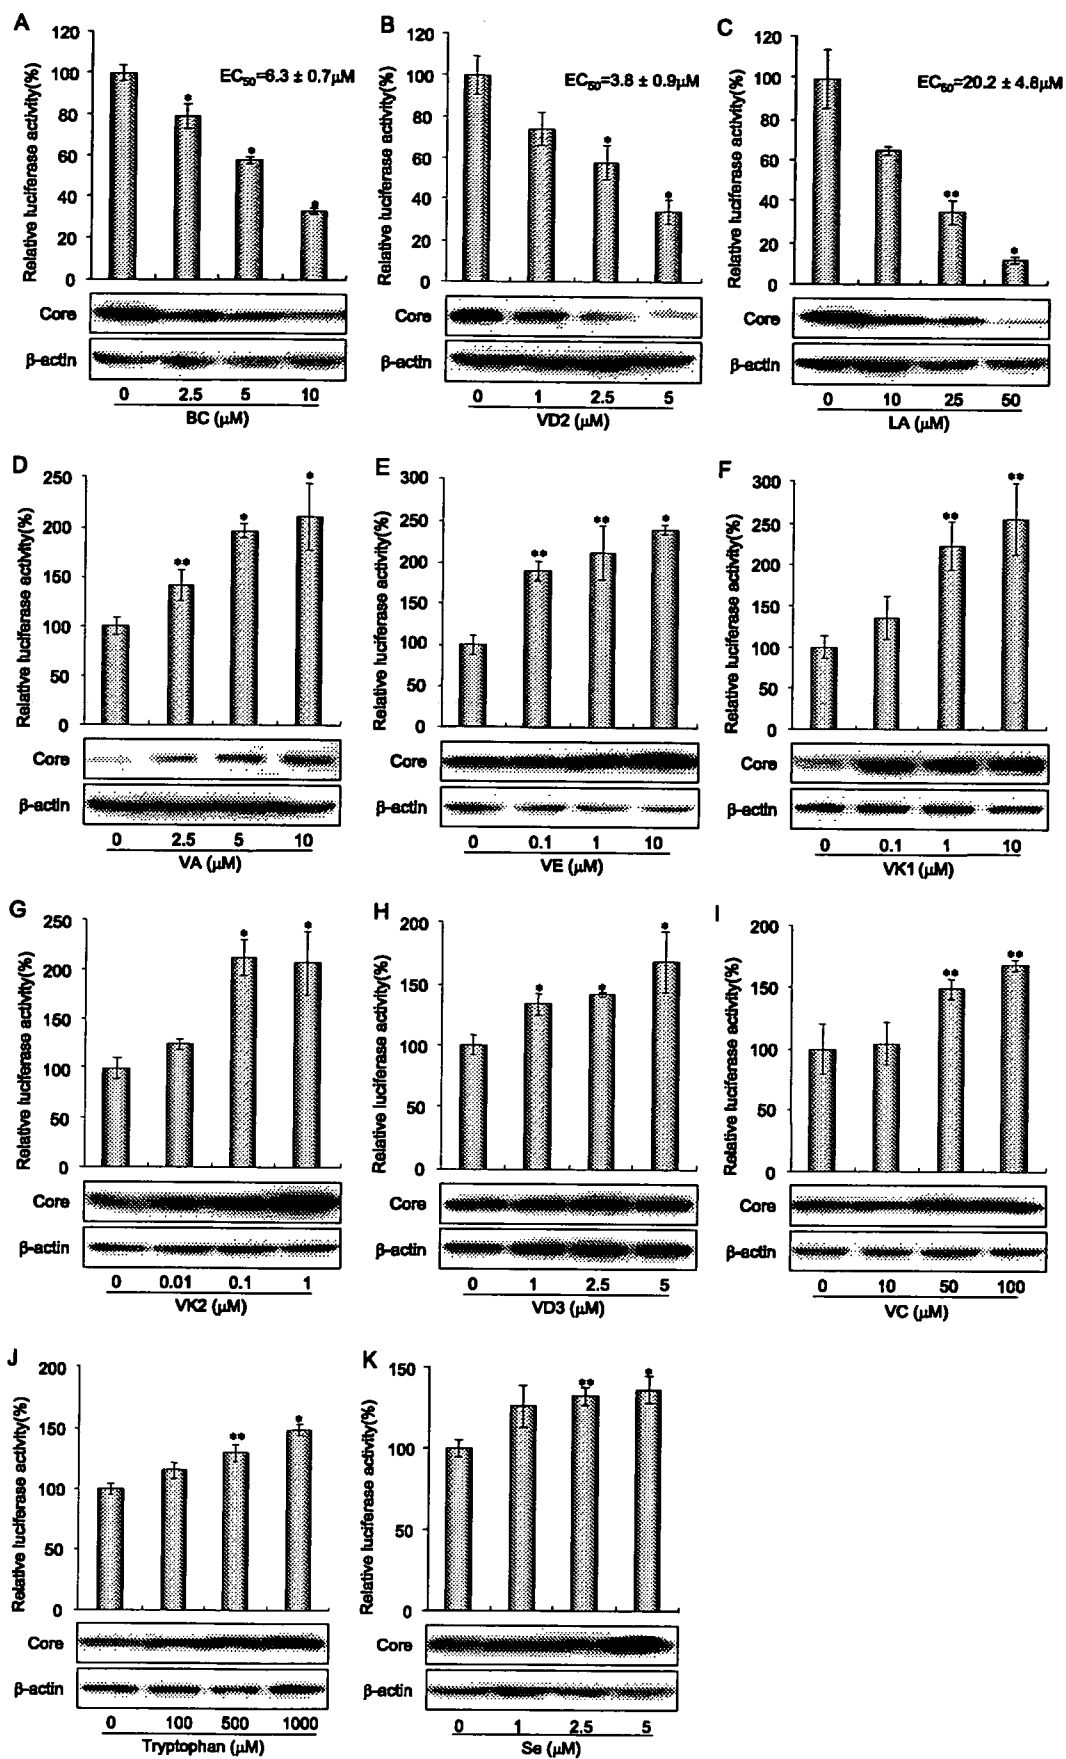 A
Relative luciferase activity(%)
120
100
80
60
40
20
0
EC50=6.3 ± 0.7μM
*
*
*
Core
β-actin
0 2.5 5 10
BC (μM)
B
Relative luciferase activity(%)
120
100
80
60
40
20
0
EC50=3.8 ± 0.9μM
*
*
Core
β-actin
0 1 2.5 5
VD2 (μM)
C
Relative luciferase activity(%)
120
100
80
60
40
20
0
EC50=20.2 ± 4.8μM
**
*
Core
β-actin
0 10 25 50
LA (μM)
D
Relative luciferase activity(%)
250
200
150
100
50
0
**
*
*
Core
β-actin
0 2.5 5 10
VA (μM)
E
Relative luciferase activity(%)
300
250
200
150
100
50
0
**
**
*
Core
β-actin
0 0.1 1 10
VE (μM)
F
Relative luciferase activity(%)
300
250
200
150
100
50
0
**
**
Core
β-actin
0 0.1 1 10
VK1 (μM)
G
Relative luciferase activity(%)
250
200
150
100
50
0
*
*
Core
β-actin
0 0.01 0.1 1
VK2 (μM)
H
Relative luciferase activity(%)
200
150
100
50
0
*
*
*
Core
β-actin
0 1 2.5 5
VD3 (μM)
I
Relative luciferase activity(%)
200
150
100
50
0
**
**
Core
β-actin
0 10 50 100
VC (μM)
J
Relative luciferase activity(%)
200
150
100
50
0
**
*
Core
β-actin
0 100 500 1000
Tryptophan (μM)
K
Relative luciferase activity(%)
150
100
50
0
**
*
Core
β-actin
0 1 2.5 5
Se (μM)